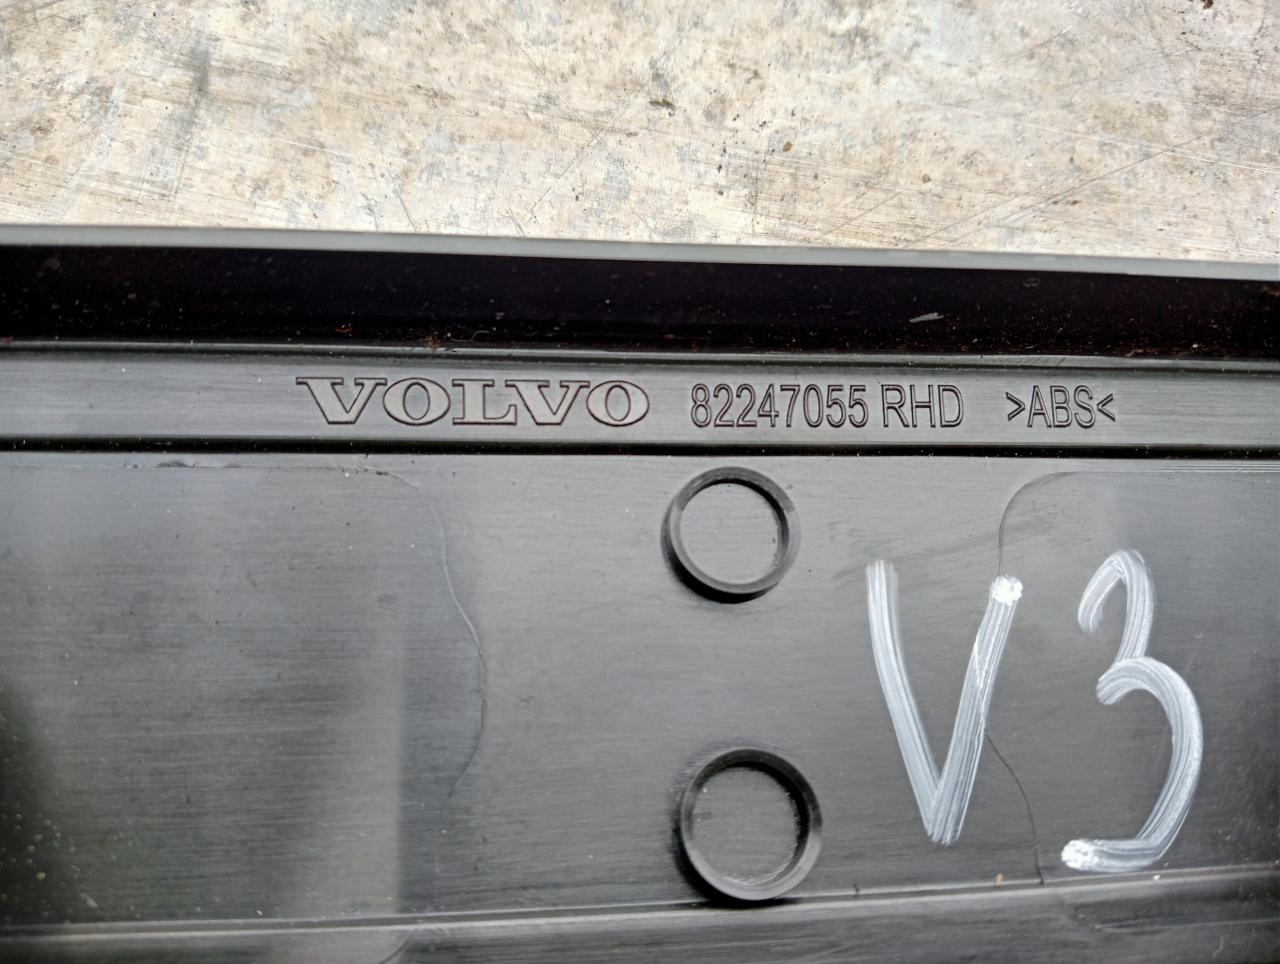 VOLVO 82247055 RHD >ABS<
V3